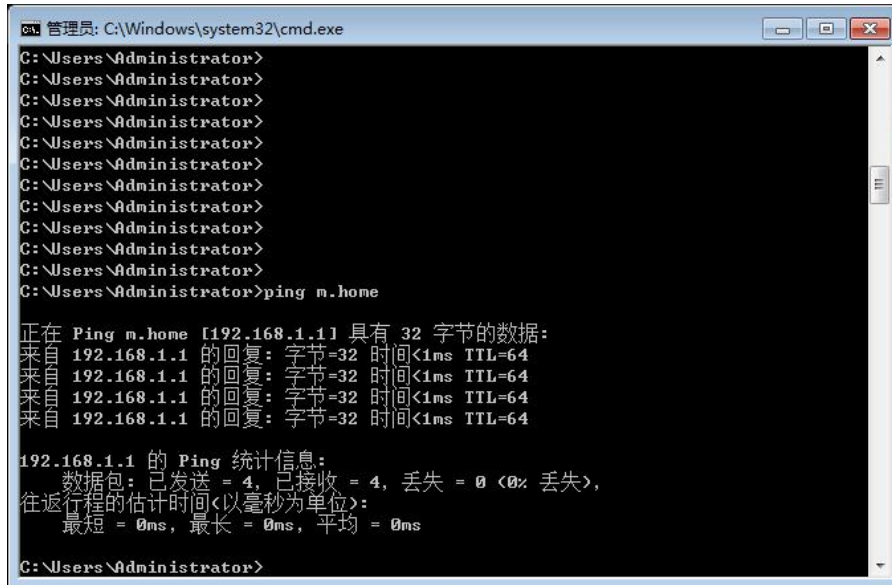 管理员: C:\Windows\system32\cmd.exe
C:\Users\Administrator>
C:\Users\Administrator>
C:\Users\Administrator>
C:\Users\Administrator>
C:\Users\Administrator>
C:\Users\Administrator>
C:\Users\Administrator>
C:\Users\Administrator>
C:\Users\Administrator>
C:\Users\Administrator>
C:\Users\Administrator>
C:\Users\Administrator>ping m.home
正在 Ping m.home [192.168.1.1] 具有 32 字节的数据:
来自 192.168.1.1 的回复: 字节=32 时间<1ms TTL=64
来自 192.168.1.1 的回复: 字节=32 时间<1ms TTL=64
来自 192.168.1.1 的回复: 字节=32 时间<1ms TTL=64
来自 192.168.1.1 的回复: 字节=32 时间<1ms TTL=64
192.168.1.1 的 Ping 统计信息:
数据包: 已发送 = 4, 已接收 = 4, 丢失 = 0 (0% 丢失),
往返行程的估计时间(以毫秒为单位):
最短 = 0ms, 最长 = 0ms, 平均 = 0ms
C:\Users\Administrator>